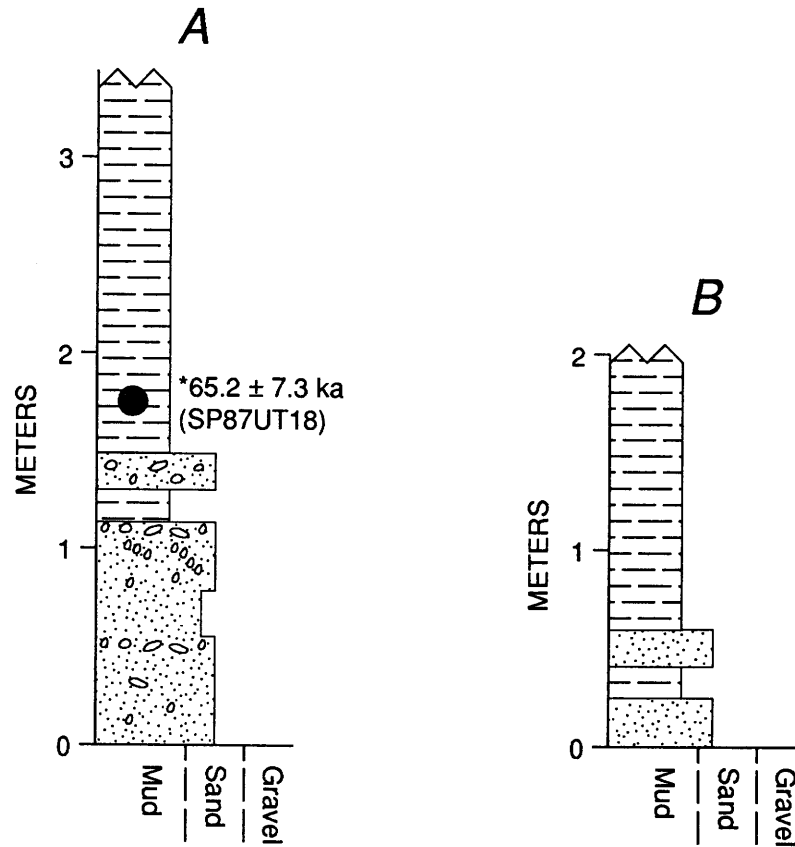 A
3
2
1
0
METERS
*65.2 ± 7.3 ka
(SP87UT18)
Mud
Sand
Gravel
B
2
1
0
METERS
Mud
Sand
Gravel